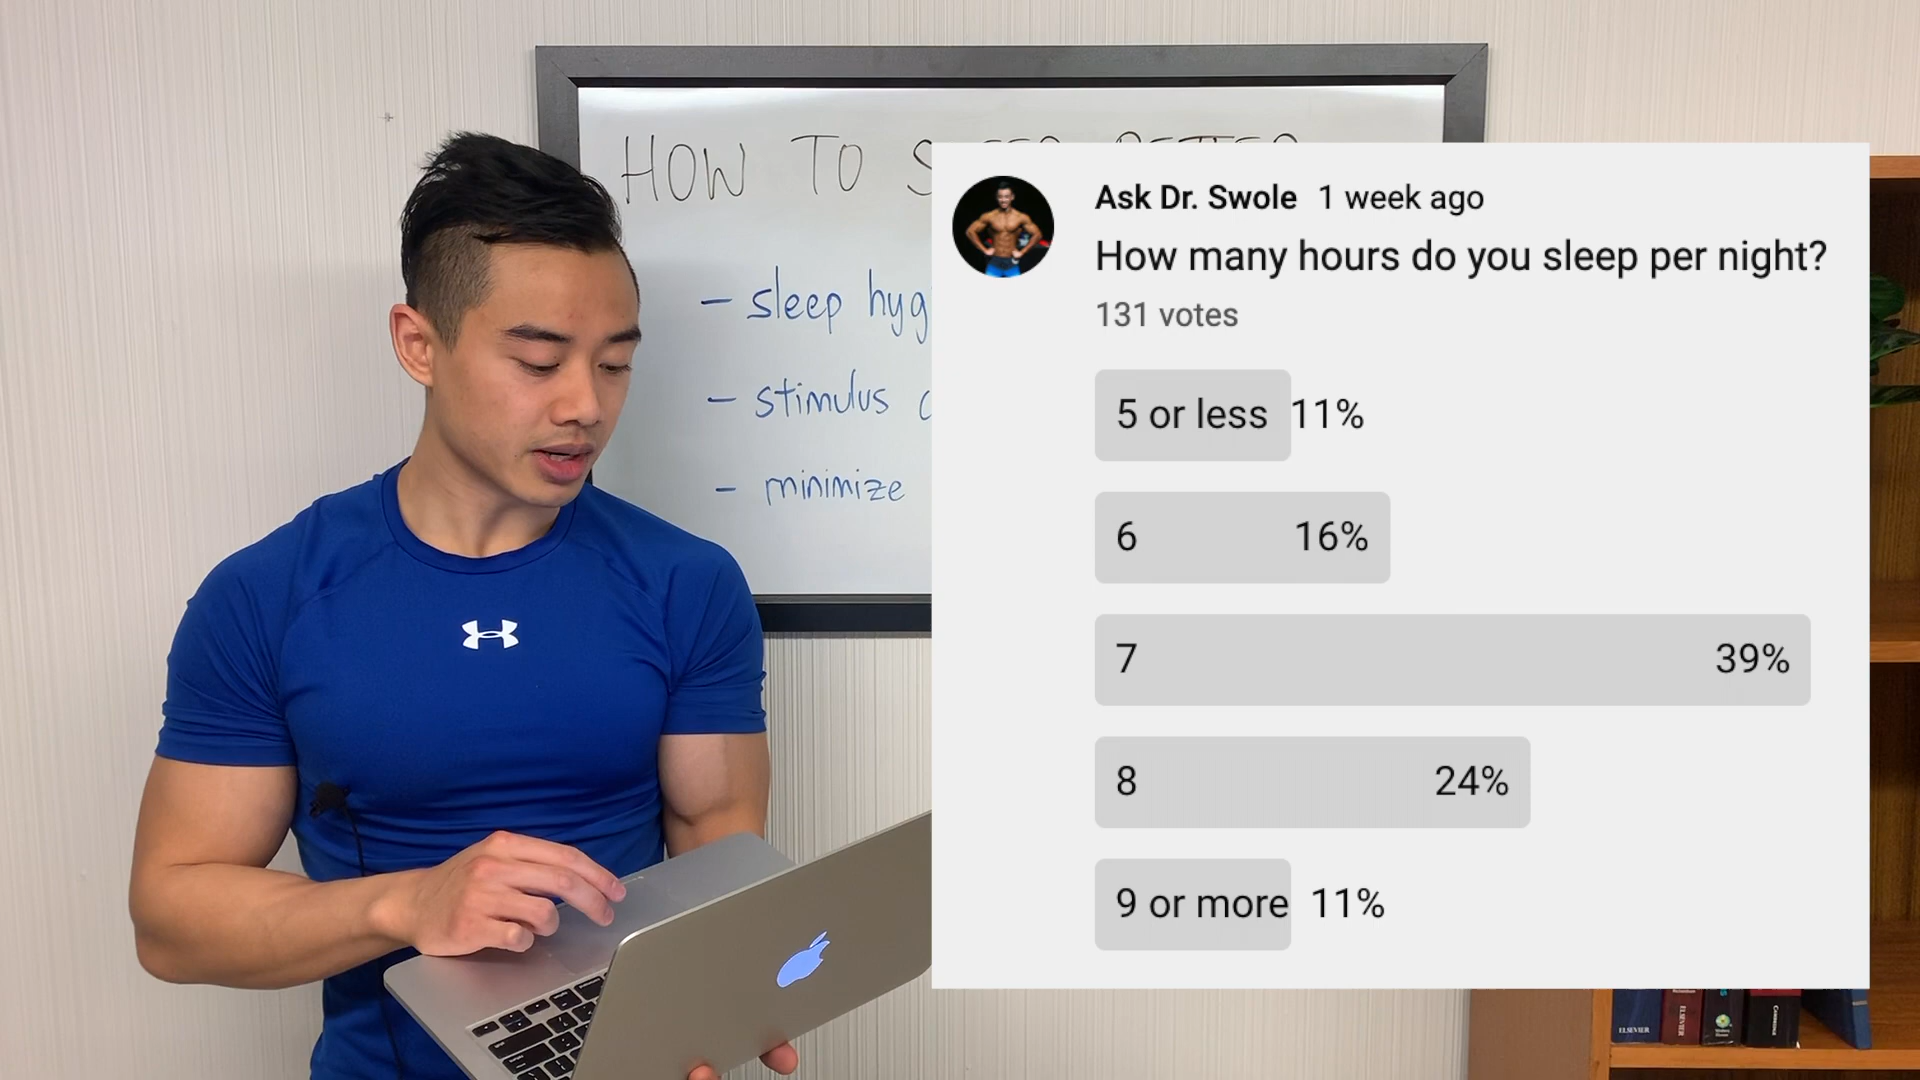 HOW TO
- sleep
- stimulus
- minimize
Ask Dr. Swole 1 week ago
How many hours do you sleep per night?
131 votes
5 or less 11%
6 16%
7 39%
8 24%
9 or more 11%
ELSEVIER
ELSEVIER